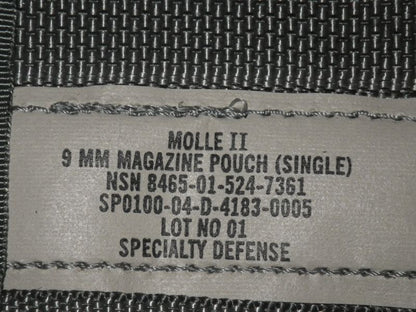 MOLLE II
9 MM MAGAZINE POUCH (SINGLE)
NSN 8465-01-524-7361
SP0100-04-D-4183-0005
LOT NO 01
SPECIALTY DEFENSE